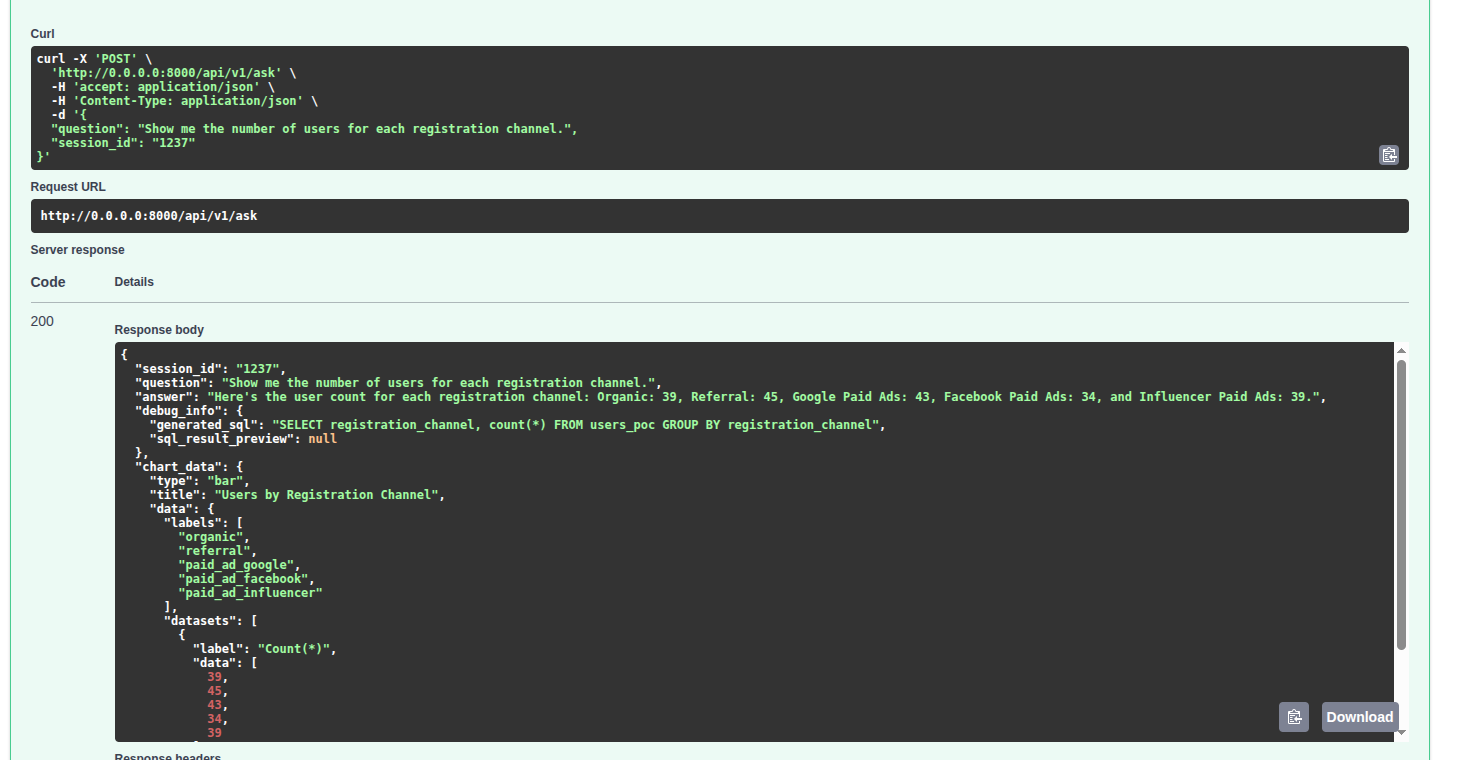 Curl
curl -X 'POST' \
  'http://0.0.0.0:8000/api/v1/ask' \
  -H 'accept: application/json' \
  -H 'Content-Type: application/json' \
  -d '{
  "question": "Show me the number of users for each registration channel.",
  "session_id": "1237"
}'
Request URL
http://0.0.0.0:8000/api/v1/ask
Server response
Code Details
200
Response body
{
  "session_id": "1237",
  "question": "Show me the number of users for each registration channel.",
  "answer": "Here's the user count for each registration channel: Organic: 39, Referral: 45, Google Paid Ads: 43, Facebook Paid Ads: 34, and Influencer Paid Ads: 39.",
  "debug_info": {
    "generated_sql": "SELECT registration_channel, count(*) FROM users_poc GROUP BY registration_channel",
    "sql_result_preview": null
  },
  "chart_data": {
    "type": "bar",
    "title": "Users by Registration Channel",
    "data": {
      "labels": [
        "organic",
        "referral",
        "paid_ad_google",
        "paid_ad_facebook",
        "paid_ad_influencer"
      ],
      "datasets": [
        {
          "label": "Count(*)",
          "data": [
            39,
            45,
            43,
            34,
            39
Download
Response headers